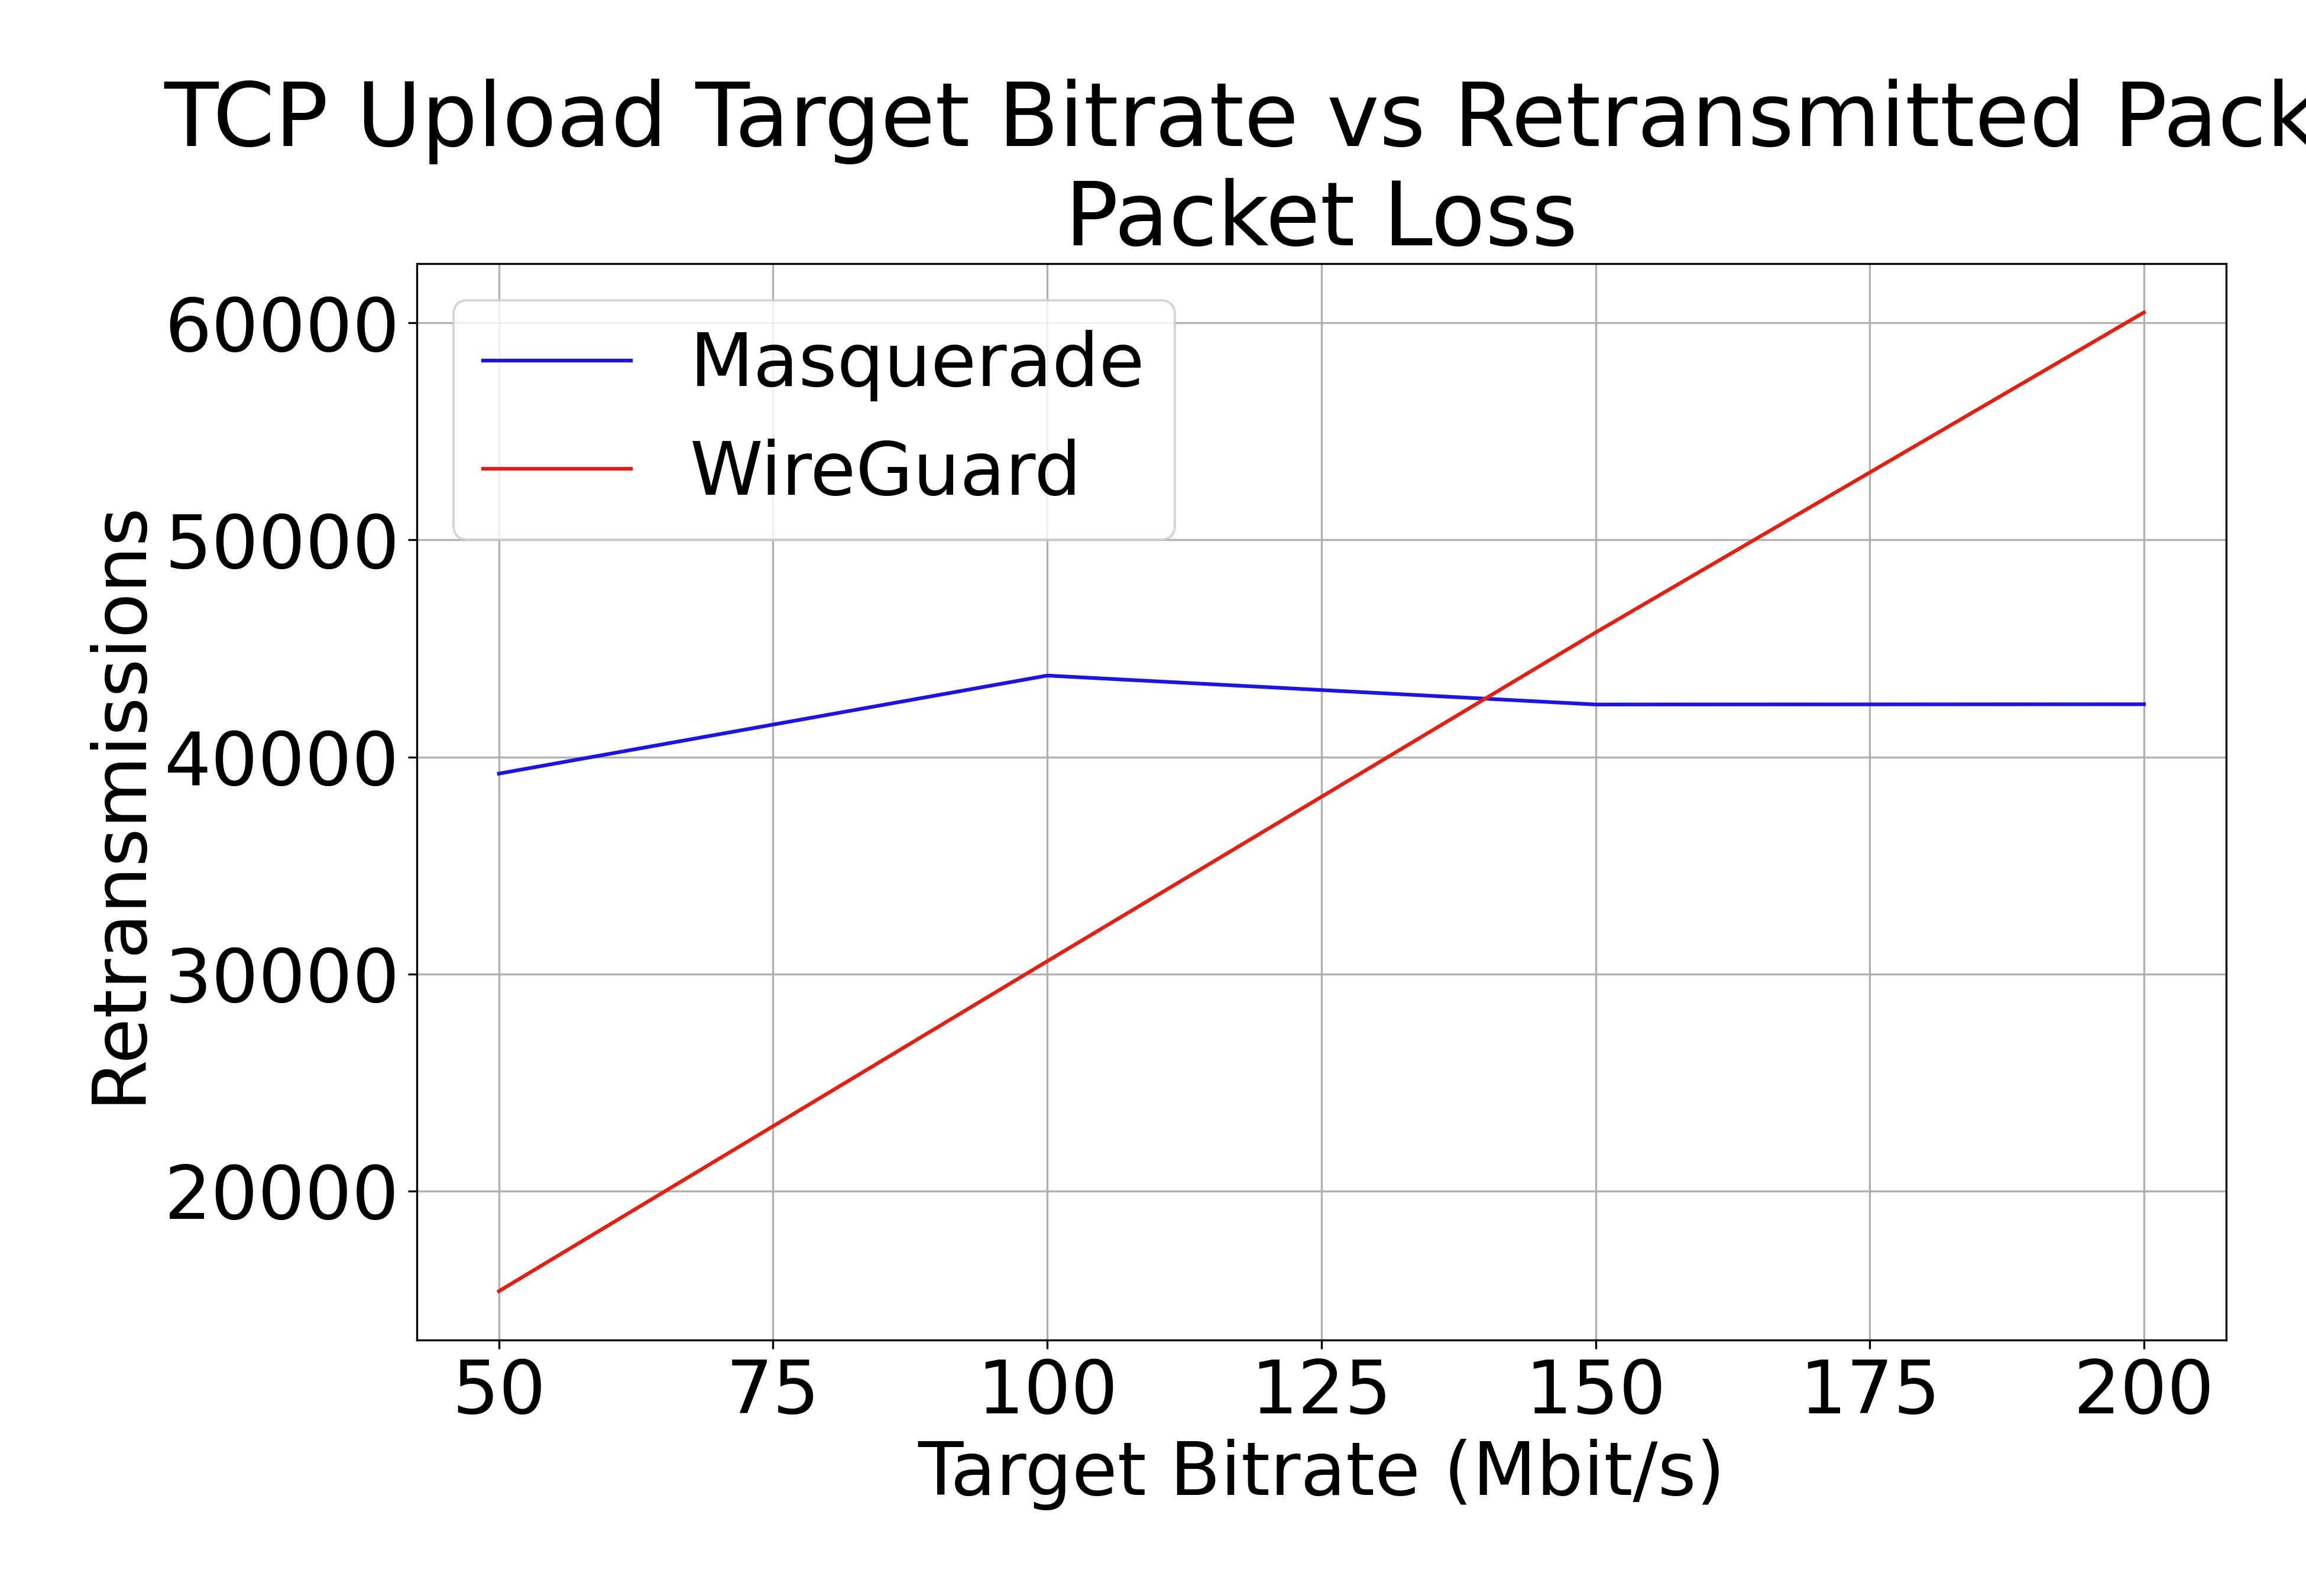 TCP Upload Target Bitrate vs Retransmitted Pack
Packet Loss
Masquerade
WireGuard
Retransmissions
60000
50000
40000
30000
20000
50 75 100 125 150 175 200
Target Bitrate (Mbit/s)